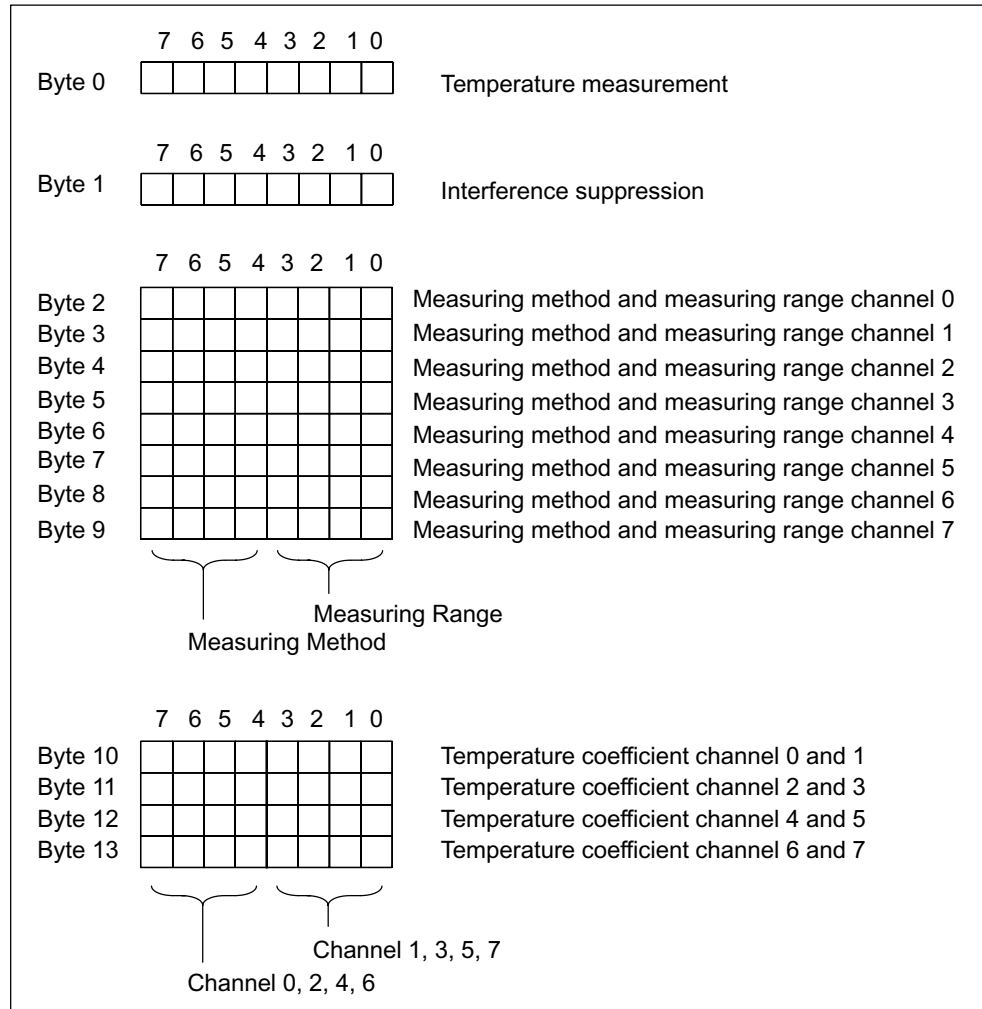 7 6 5 4 3 2 1 0
Byte 0 Temperature measurement
7 6 5 4 3 2 1 0
Byte 1 Interference suppression
7 6 5 4 3 2 1 0
Byte 2 Measuring method and measuring range channel 0
Byte 3 Measuring method and measuring range channel 1
Byte 4 Measuring method and measuring range channel 2
Byte 5 Measuring method and measuring range channel 3
Byte 6 Measuring method and measuring range channel 4
Byte 7 Measuring method and measuring range channel 5
Byte 8 Measuring method and measuring range channel 6
Byte 9 Measuring method and measuring range channel 7
Measuring Range
Measuring Method
7 6 5 4 3 2 1 0
Byte 10 Temperature coefficient channel 0 and 1
Byte 11 Temperature coefficient channel 2 and 3
Byte 12 Temperature coefficient channel 4 and 5
Byte 13 Temperature coefficient channel 6 and 7
Channel 1, 3, 5, 7
Channel 0, 2, 4, 6